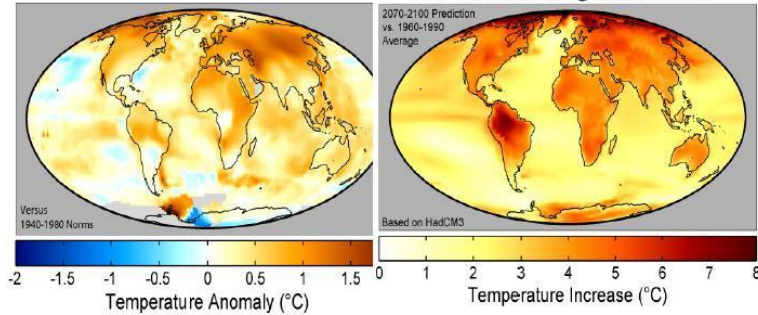 Versus
1940-1980 Norms
-2 -1.5 -1 -0.5 0 0.5 1 1.5
Temperature Anomaly (°C)
2070-2100 Prediction
vs. 1960-1990
Average
Based on HadCM3
0 1 2 3 4 5 6 7 8
Temperature Increase (°C)